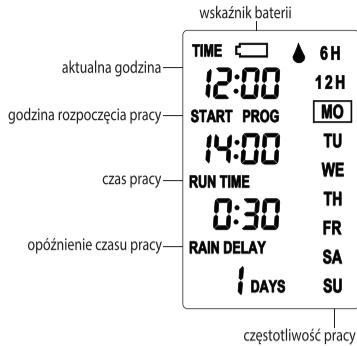 wskaźnik baterii
TIME
6H
aktualna godzina
12:00
12H
godzina rozpoczęcia pracy
START PROG
MO
14:00
TU
czas pracy
RUN TIME
WE
0:30
TH
FR
opóźnienie czasu pracy
RAIN DELAY
SA
1 DAYS
SU
częstotliwość pracy